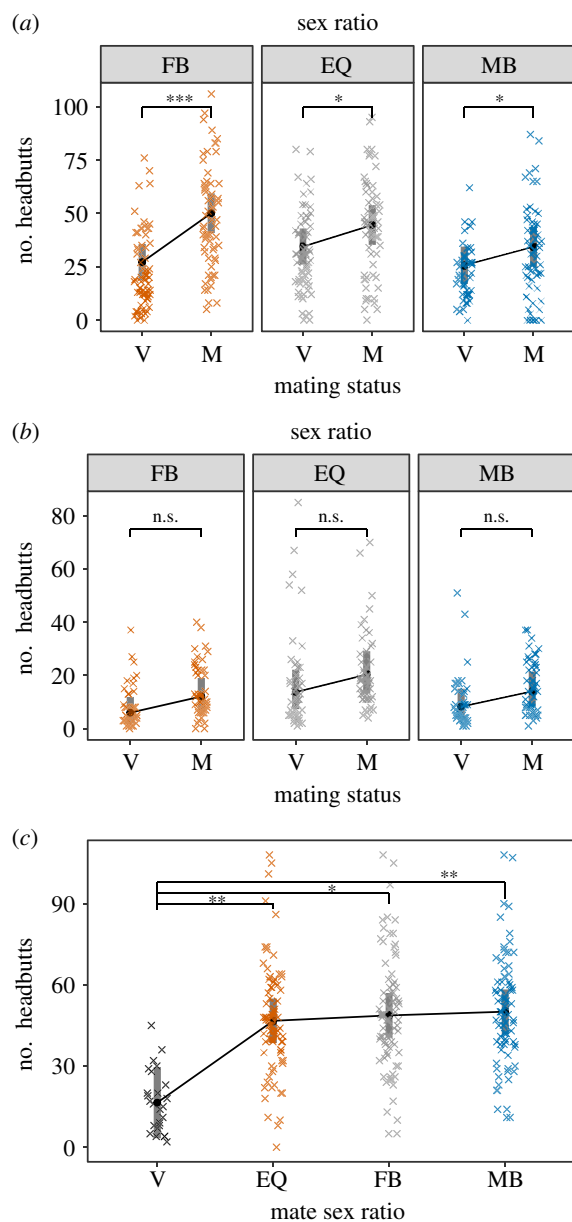 (a) sex ratio
FB EQ MB
*** * *
100
75
50
25
0
no. headbutts
V M V M V M
mating status
(b) sex ratio
FB EQ MB
80
n.s. n.s. n.s.
60
40
20
0
no. headbutts
V M V M V M
mating status
(c)
**
*
**
90
60
30
0
no. headbutts
V EQ FB MB
mate sex ratio